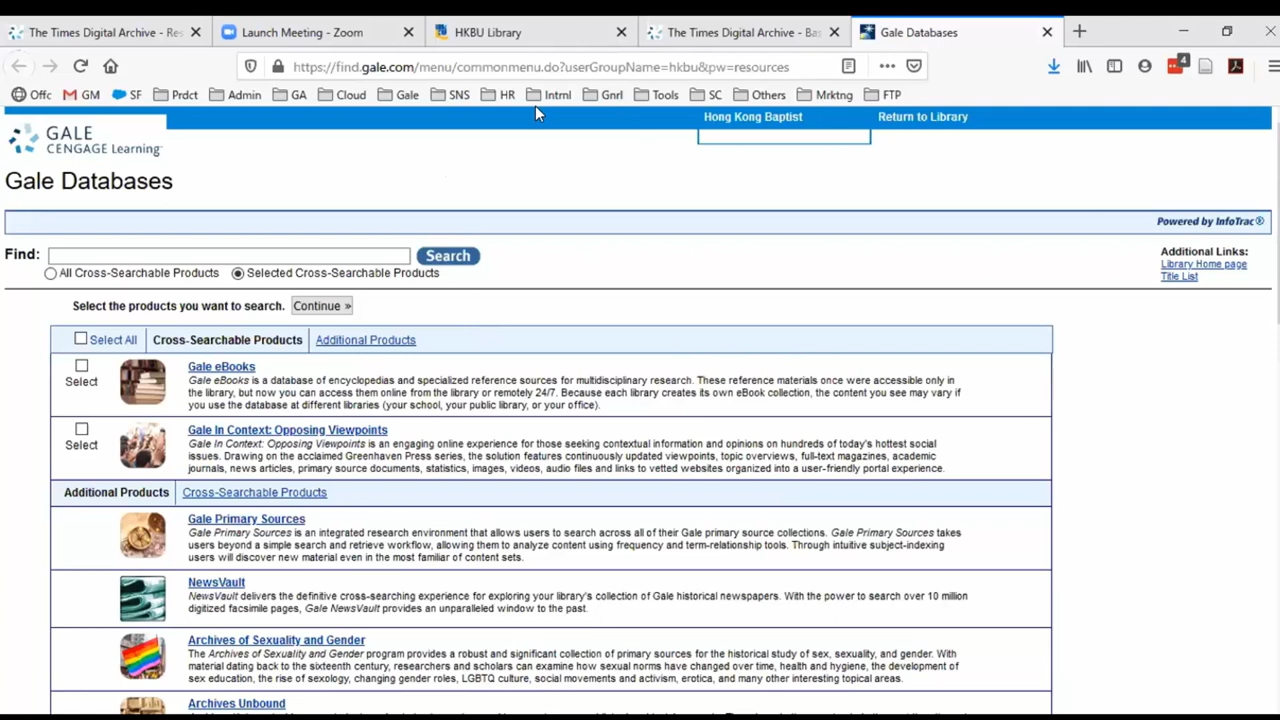 The Times Digital Archive - Res
Launch Meeting - Zoom
HKBU Library
The Times Digital Archive - Bas
Gale Databases
https://find.gale.com/menu/commonmenu.do?userGroupName=hkbu&pw=resources
4
Offc GM SF Prdct Admin GA Cloud Gale SNS HR Intrnl Gnrl Tools SC Others Mrktng FTP
Hong Kong Baptist Return to Library
GALE
CENGAGE Learning
Gale Databases
Powered by InfoTrac®
Find: Search
All Cross-Searchable Products Selected Cross-Searchable Products
Additional Links:
Library Home page
Title List
Select the products you want to search. Continue »
Select All Cross-Searchable Products Additional Products
Select
Gale eBooks
Gale eBooks is a database of encyclopedias and specialized reference sources for multidisciplinary research. These reference materials once were accessible only in
the library, but now you can access them online from the library or remotely 24/7. Because each library creates its own eBook collection, the content you see may vary if
you use the database at different libraries (your school, your public library, or your office).
Select
Gale In Context: Opposing Viewpoints
Gale In Context: Opposing Viewpoints is an engaging online experience for those seeking contextual information and opinions on hundreds of today's hottest social
issues. Drawing on the acclaimed Greenhaven Press series, the solution features continuously updated viewpoints, topic overviews, full-text magazines, academic
journals, news articles, primary source documents, statistics, images, videos, audio files and links to vetted websites organized into a user-friendly portal experience.
Additional Products Cross-Searchable Products
Gale Primary Sources
Gale Primary Sources is an integrated research environment that allows users to search across all of their Gale primary source collections. Gale Primary Sources takes
users beyond a simple search and retrieve workflow, allowing them to analyze content using frequency and term-relationship tools. Through intuitive subject-indexing
users will discover new material even in the most familiar of content sets.
NewsVault
NewsVault delivers the definitive cross-searching experience for exploring your library's collection of Gale historical newspapers. With the power to search over 10 million
digitized facsimile pages, Gale NewsVault provides an unparalleled window to the past.
Archives of Sexuality and Gender
The Archives of Sexuality and Gender program provides a robust and significant collection of primary sources for the historical study of sex, sexuality, and gender. With
material dating back to the sixteenth century, researchers and scholars can examine how sexual norms have changed over time, health and hygiene, the development of
sex education, the rise of sexology, changing gender roles, LGBTQ culture, social movements and activism, erotica, and many other interesting topical areas.
Archives Unbound